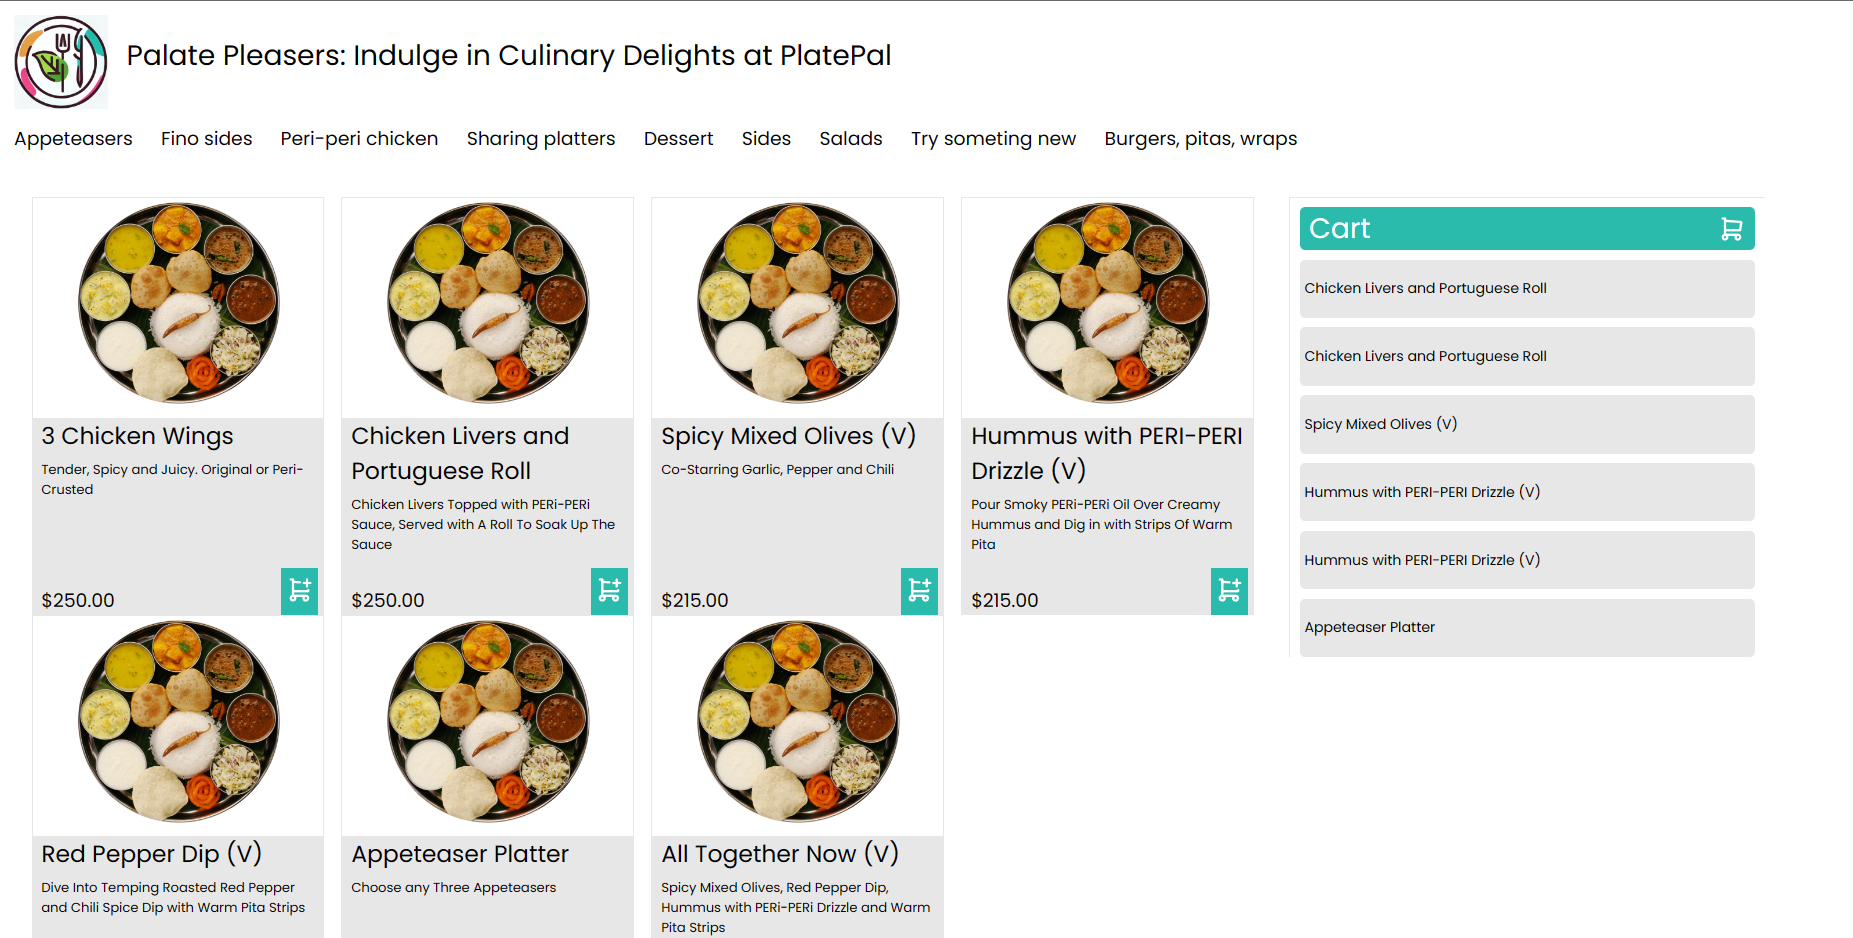 Palate Pleasers: Indulge in Culinary Delights at PlatePal
Appeteasers Fino sides Peri-peri chicken Sharing platters Dessert Sides Salads Try someting new Burgers, pitas, wraps
3 Chicken Wings
Tender, Spicy and Juicy. Original or Peri-
Crusted
$250.00
Chicken Livers and
Portuguese Roll
Chicken Livers Topped with PERi-PERi
Sauce, Served with A Roll To Soak Up The
Sauce
$250.00
Spicy Mixed Olives (V)
Co-Starring Garlic, Pepper and Chili
$215.00
Hummus with PERI-PERI
Drizzle (V)
Pour Smoky PERi-PERi Oil Over Creamy
Hummus and Dig in with Strips Of Warm
Pita
$215.00
Red Pepper Dip (V)
Dive Into Temping Roasted Red Pepper
and Chili Spice Dip with Warm Pita Strips
Appeteaser Platter
Choose any Three Appeteasers
All Together Now (V)
Spicy Mixed Olives, Red Pepper Dip,
Hummus with PERi-PERi Drizzle and Warm
Pita Strips
Cart
Chicken Livers and Portuguese Roll
Chicken Livers and Portuguese Roll
Spicy Mixed Olives (V)
Hummus with PERI-PERI Drizzle (V)
Hummus with PERI-PERI Drizzle (V)
Appeteaser Platter